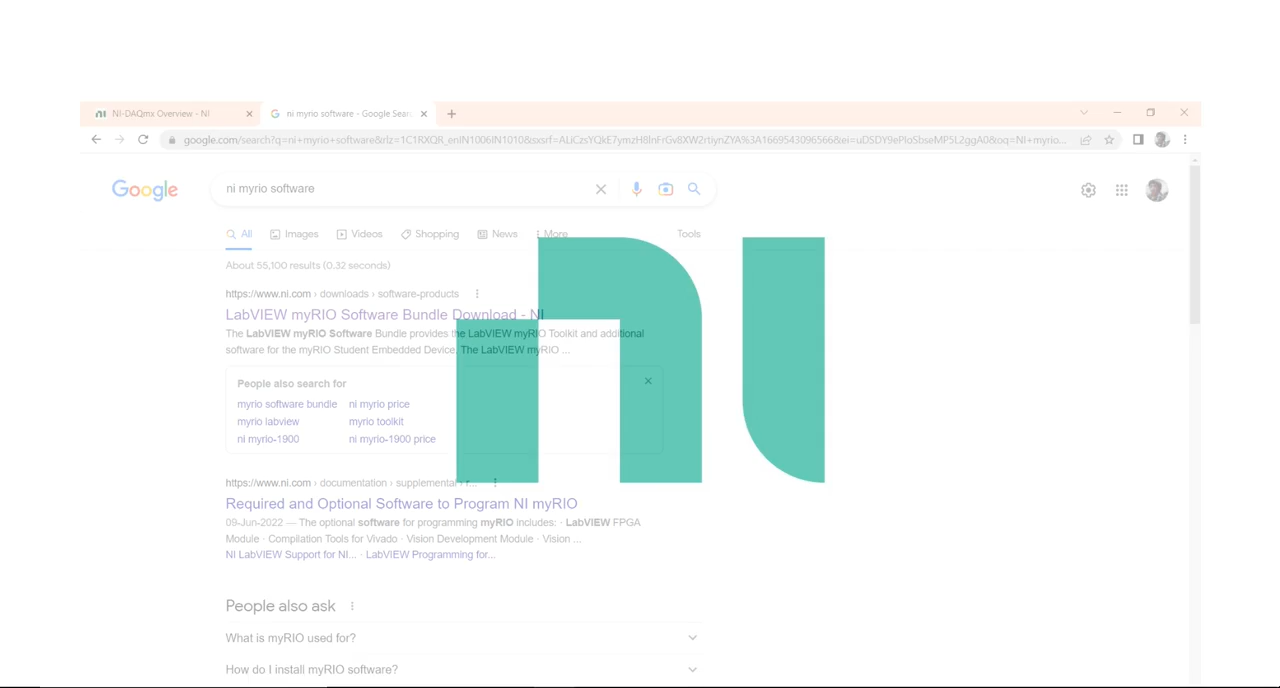 NI-DAQmx Overview - NI
ni myrio software - Google Sear
ni myrio software
Google
All Images Videos Shopping News More Tools
About 55,100 results (0.32 seconds)
https://www.ni.com › downloads › software-products
LabVIEW myRIO Software Bundle Download - NI
The LabVIEW myRIO Software Bundle provides the LabVIEW myRIO Toolkit and additional
software for the myRIO Student Embedded Device. The LabVIEW myRIO ...
People also search for
myrio software bundle ni myrio price
myrio labview myrio toolkit
ni myrio-1900 ni myrio-1900 price
https://www.ni.com › documentation › supplemental › r...
Required and Optional Software to Program NI myRIO
09-Jun-2022 — The optional software for programming myRIO includes: · LabVIEW FPGA
Module · Compilation Tools for Vivado · Vision Development Module · Vision ...
NI LabVIEW Support for NI... · LabVIEW Programming for...
People also ask
What is myRIO used for?
How do I install myRIO software?
ni